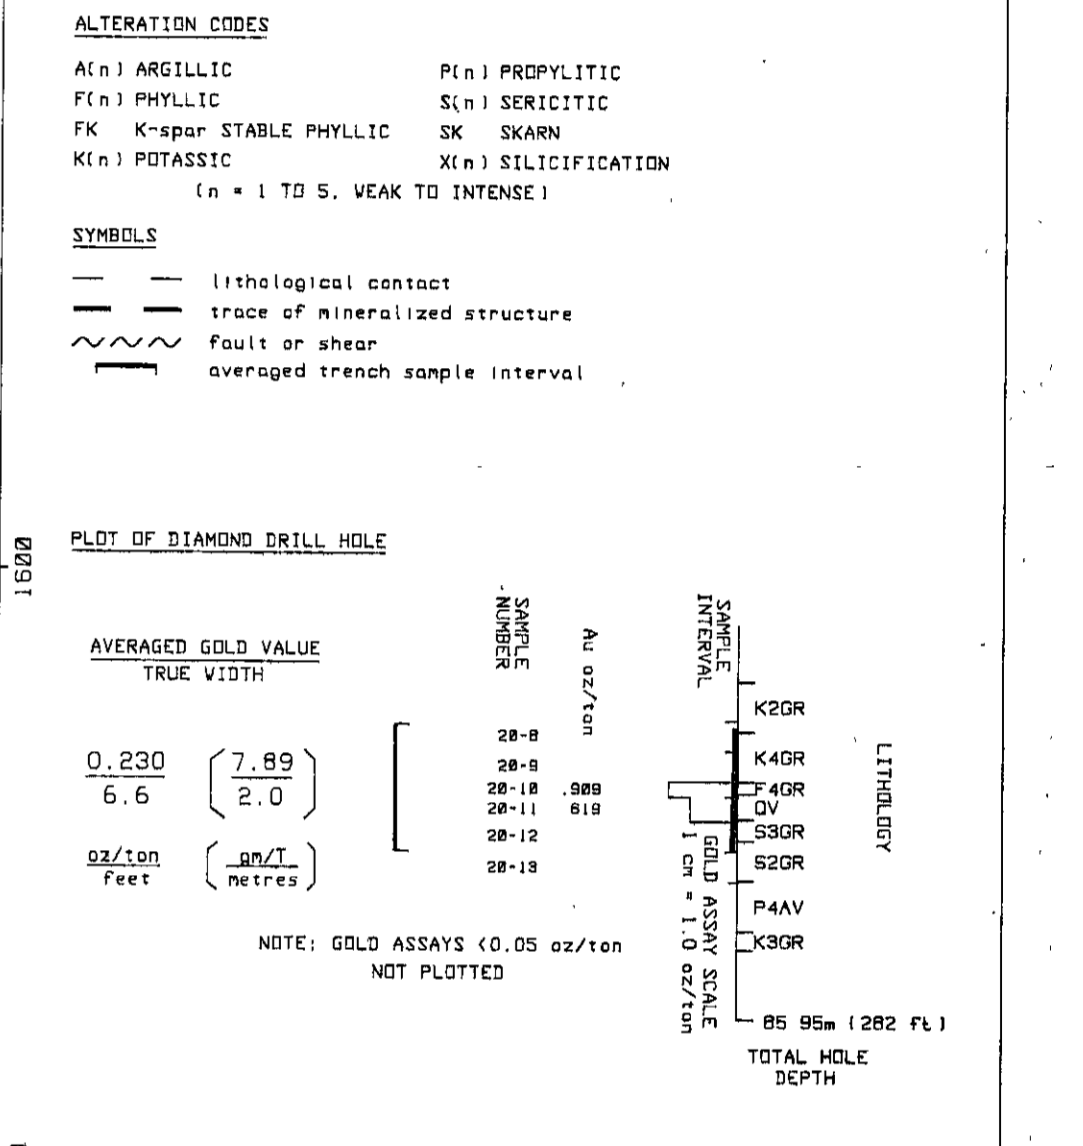 ALTERATION CODES
A(n) ARGILLIC
P(n) PROPYLITIC
F(n) PHYLLIC
S(n) SERICITIC
FK K-spar STABLE PHYLLIC
SK SKARN
K(n) POTASSIC
X(n) SILICIFICATION
(n = 1 TO 5, WEAK TO INTENSE)
SYMBOLS
lithological contact
trace of mineralized structure
fault or shear
averaged trench sample interval
1600
PLOT OF DIAMOND DRILL HOLE
AVERAGED GOLD VALUE
TRUE WIDTH
0.230
6.6
(7.89
2.0)
oz/ton
feet
(gm/T
metres)
SAMPLE
NUMBER
20-8
20-9
20-10
20-11
20-12
20-13
Au oz/ton
.909
619
SAMPLE
INTERVAL
K2GR
K4GR
F4GR
QV
S3GR
S2GR
P4AV
K3GR
LITHOLOGY
GOLD ASSAY SCALE
1 cm = 1.0 oz/ton
NOTE: GOLD ASSAYS <0.05 oz/ton
NOT PLOTTED
85 95m (282 ft)
TOTAL HOLE
DEPTH